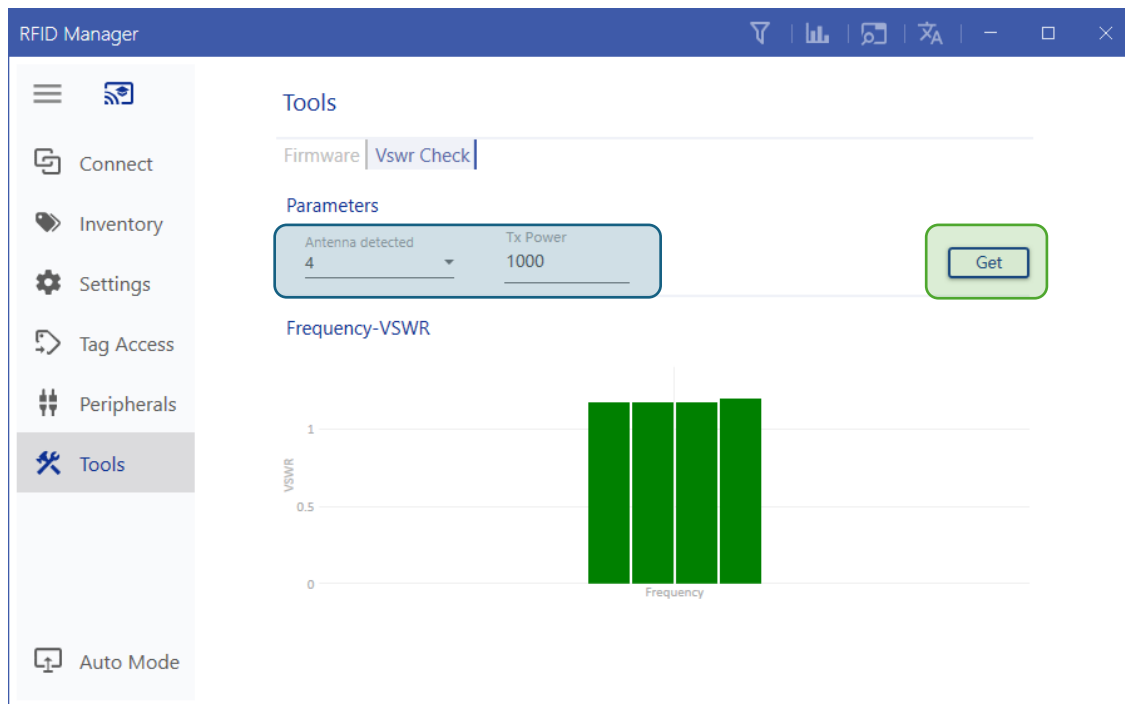 RFID Manager
Connect
Inventory
Settings
Tag Access
Peripherals
Tools
Auto Mode
Tools
Firmware Vswr Check
Parameters
Antenna detected Tx Power
4 1000
Get
Frequency-VSWR
1
VSWR
0.5
0
Frequency